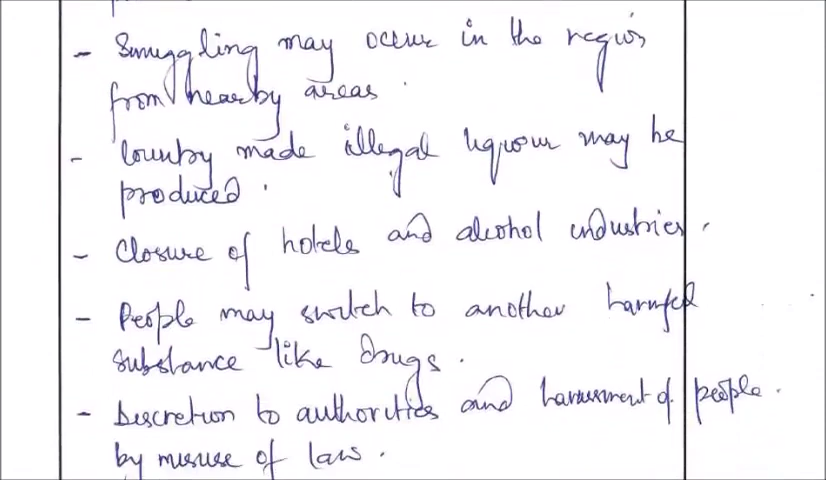 - Smuggling may occur in the region
from nearby areas.
- Country made illegal liquour may be
produced.
- Closure of hotels and alcohol industries.
- People may switch to another harmful
substance like drugs.
- Discretion to authorities and harassment of people.
by misuse of law.